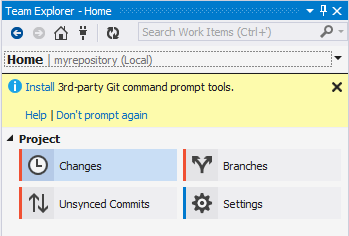 Team Explorer - Home
Search Work Items (Ctrl+')
Home | myrepository (Local)
Install 3rd-party Git command prompt tools.
Help | Don't prompt again
Project
Changes
Branches
Unsynced Commits
Settings